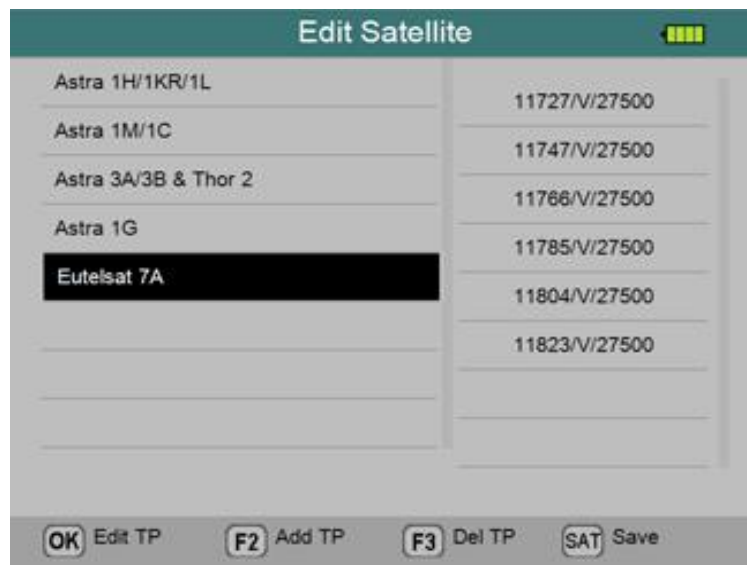 Edit Satellite
Astra 1H/1KR/1L
Astra 1M/1C
Astra 3A/3B & Thor 2
Astra 1G
Eutelsat 7A
11727/V/27500
11747/V/27500
11766/V/27500
11785/V/27500
11804/V/27500
11823/V/27500
OK Edit TP F2 Add TP F3 Del TP SAT Save